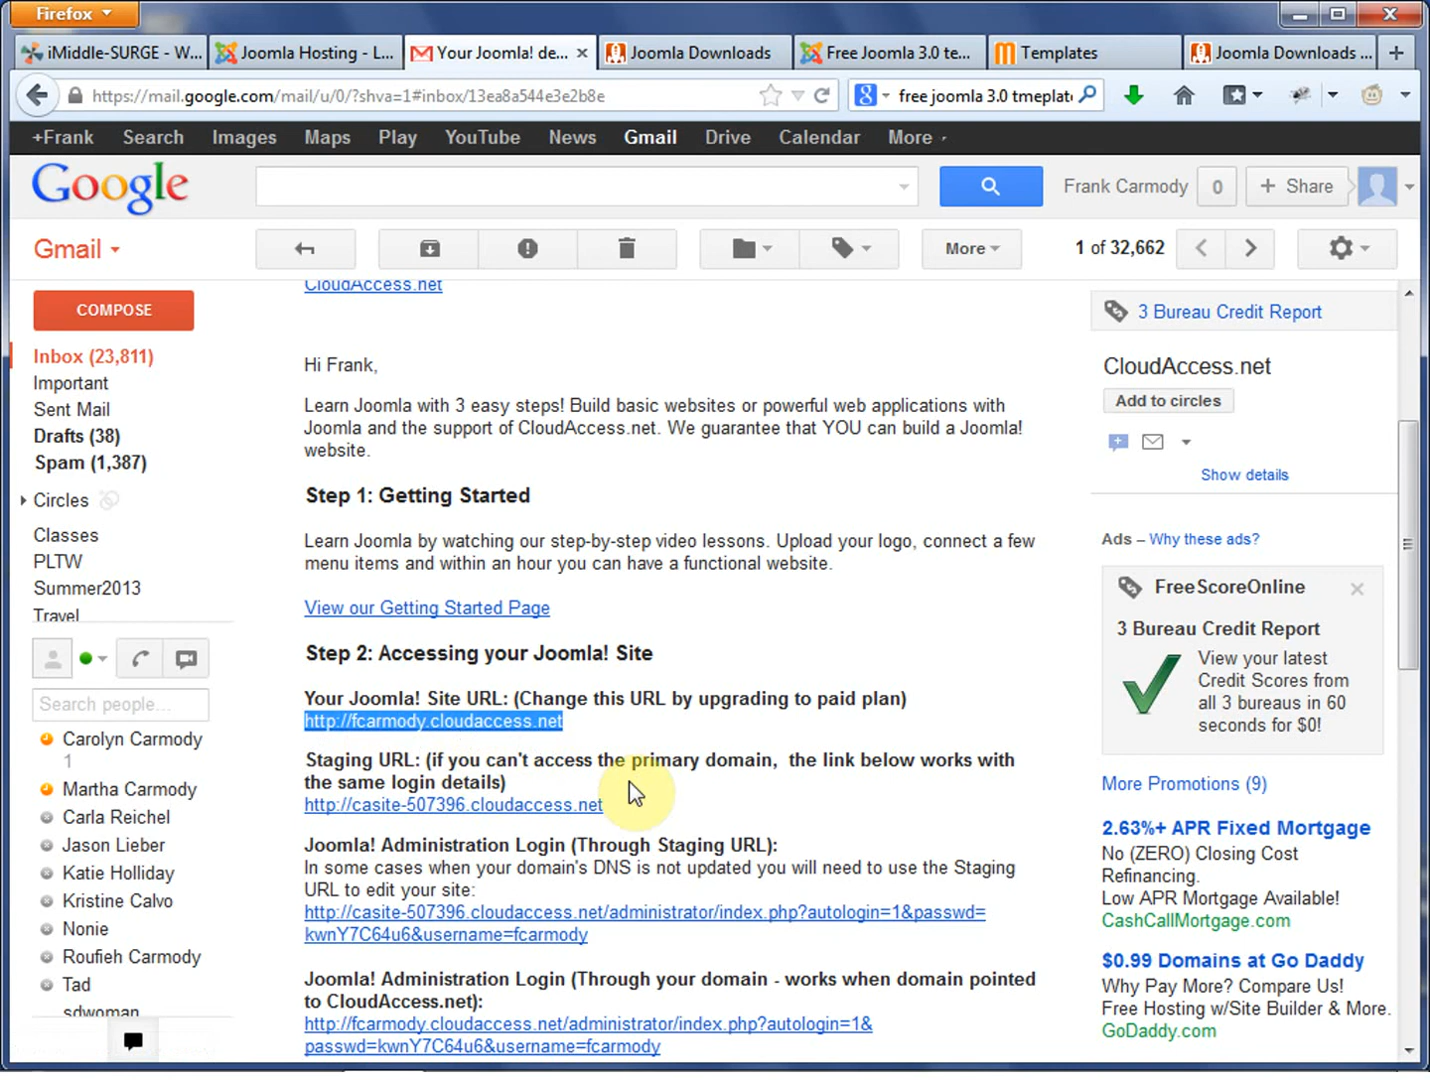 Firefox
iMiddle-SURGE - W...
Joomla Hosting - L...
Your Joomla! de...
Joomla Downloads
Free Joomla 3.0 te...
Templates
Joomla Downloads ...
https://mail.google.com/mail/u/0/?shva=1#inbox/13ea8a544e3e2b8e
free joomla 3.0 tmeplat
+Frank Search Images Maps Play YouTube News Gmail Drive Calendar More
Google
Frank Carmody 0 + Share
Gmail
More
1 of 32,662
COMPOSE
Inbox (23,811)
Important
Sent Mail
Drafts (38)
Spam (1,387)
Circles
Classes
PLTW
Summer2013
Travel
Search people...
Carolyn Carmody
1
Martha Carmody
Carla Reichel
Jason Lieber
Katie Holliday
Kristine Calvo
Nonie
Roufieh Carmody
Tad
sdwoman
CloudAccess.net
Hi Frank,
Learn Joomla with 3 easy steps! Build basic websites or powerful web applications with
Joomla and the support of CloudAccess.net. We guarantee that YOU can build a Joomla!
website.
Step 1: Getting Started
Learn Joomla by watching our step-by-step video lessons. Upload your logo, connect a few
menu items and within an hour you can have a functional website.
View our Getting Started Page
Step 2: Accessing your Joomla! Site
Your Joomla! Site URL: (Change this URL by upgrading to paid plan)
http://fcarmody.cloudaccess.net
Staging URL: (if you can't access the primary domain, the link below works with
the same login details)
http://casite-507396.cloudaccess.net
Joomla! Administration Login (Through Staging URL):
In some cases when your domain's DNS is not updated you will need to use the Staging
URL to edit your site:
http://casite-507396.cloudaccess.net/administrator/index.php?autologin=1&passwd=
kwnY7C64u6&username=fcarmody
Joomla! Administration Login (Through your domain - works when domain pointed
to CloudAccess.net):
http://fcarmody.cloudaccess.net/administrator/index.php?autologin=1&
passwd=kwnY7C64u6&username=fcarmody
3 Bureau Credit Report
CloudAccess.net
Add to circles
Show details
Ads – Why these ads?
FreeScoreOnline
3 Bureau Credit Report
View your latest
Credit Scores from
all 3 bureaus in 60
seconds for $0!
More Promotions (9)
2.63%+ APR Fixed Mortgage
No (ZERO) Closing Cost
Refinancing.
Low APR Mortgage Available!
CashCallMortgage.com
$0.99 Domains at Go Daddy
Why Pay More? Compare Us!
Free Hosting w/Site Builder & More.
GoDaddy.com